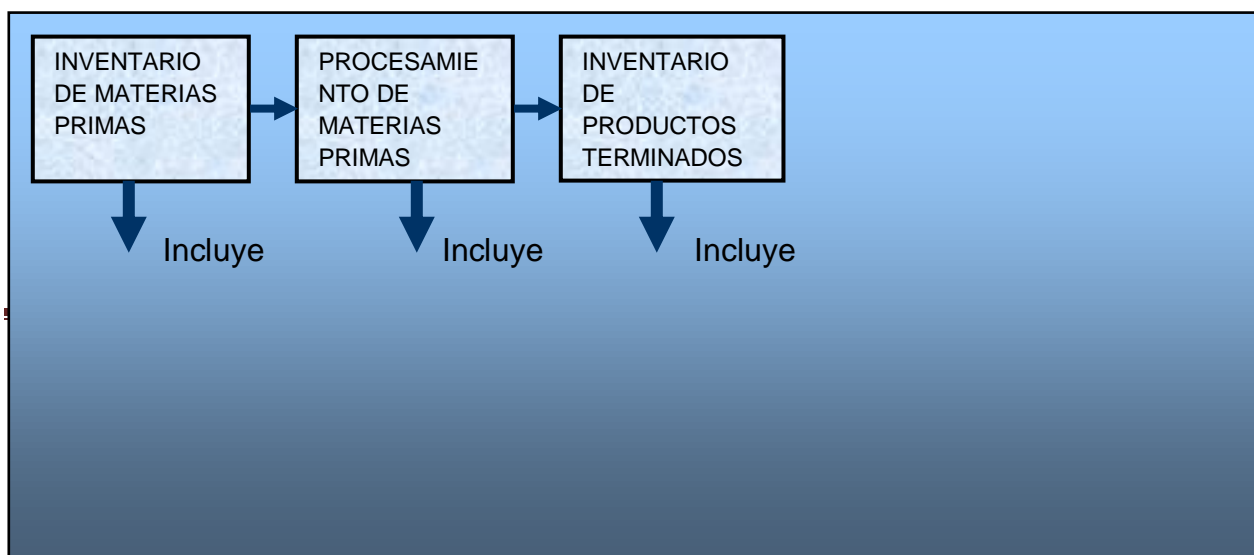 INVENTARIO
DE MATERIAS
PRIMAS
PROCESAMIE
NTO DE
MATERIAS
PRIMAS
INVENTARIO
DE
PRODUCTOS
TERMINADOS
Incluye
Incluye
Incluye